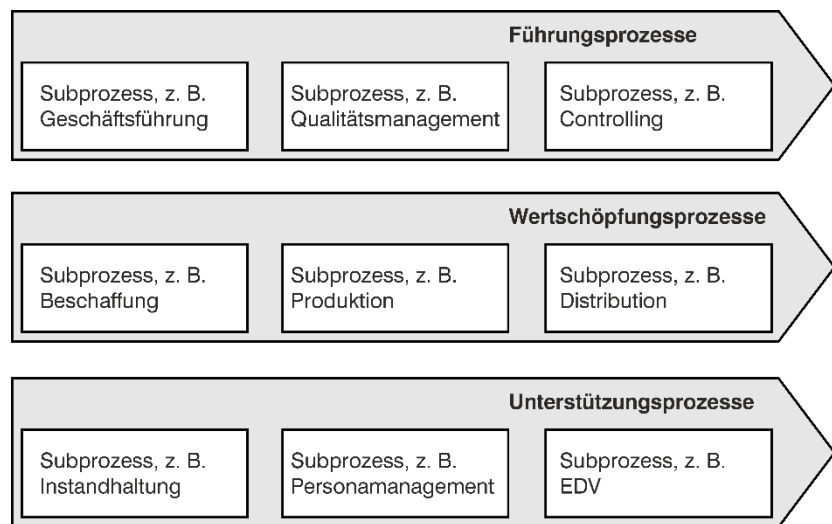 Führungsprozesse
Subprozess, z. B.
Geschäftsführung
Subprozess, z. B.
Qualitätsmanagement
Subprozess, z. B.
Controlling
Wertschöpfungsprozesse
Subprozess, z. B.
Beschaffung
Subprozess, z. B.
Produktion
Subprozess, z. B.
Distribution
Unterstützungsprozesse
Subprozess, z. B.
Instandhaltung
Subprozess, z. B.
Personamanagement
Subprozess, z. B.
EDV